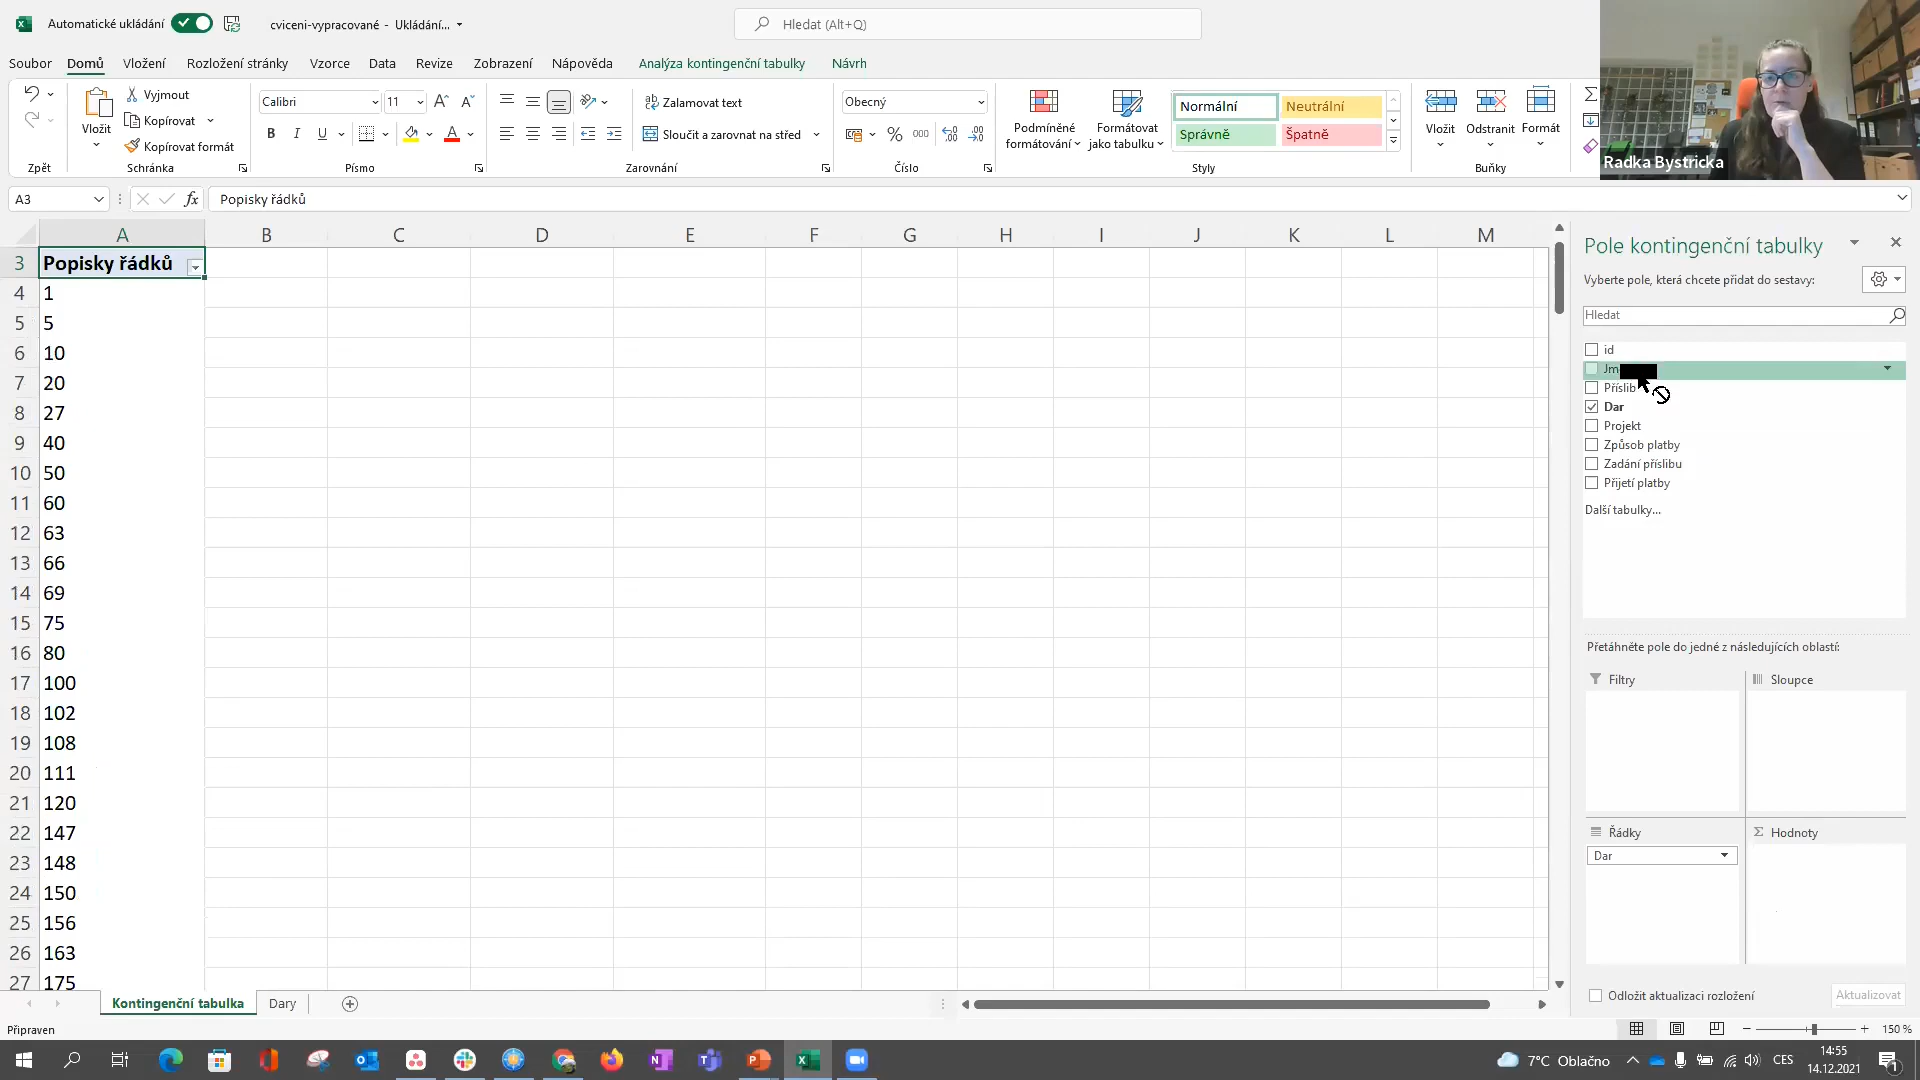 Automatické ukládání
cviceni-vypracované - Ukládání...
Hledat (Alt+Q)
Soubor Domů Vložení Rozložení stránky Vzorce Data Revize Zobrazení Nápověda Analýza kontingenční tabulky Návrh
Vložit
Vyjmout
Kopírovat
Kopírovat formát
Calibri 11
Zalamovat text
Sloučit a zarovnat na střed
Obecný
Podmíněné formátování
Formátovat jako tabulku
Normální Neutrální
Správně Špatně
Vložit Odstranit Formát
Zpět Schránka Písmo Zarovnání Číslo Styly Buňky
Radka Bystricka
A3 Popisky řádků
A B C D E F G H I J K L M
3 Popisky řádků
4 1
5 5
6 10
7 20
8 27
9 40
10 50
11 60
12 63
13 66
14 69
15 75
16 80
17 100
18 102
19 108
20 111
21 120
22 147
23 148
24 150
25 156
26 163
27 175
Pole kontingenční tabulky
Vyberte pole, která chcete přidat do sestavy:
Hledat
id
Příslib
Dar
Projekt
Způsob platby
Zadání příslibu
Přijetí platby
Další tabulky...
Přetáhněte pole do jedné z následujících oblastí:
Filtry Sloupce
Řádky Hodnoty
Dar
Odložit aktualizaci rozložení Aktualizovat
Kontingenční tabulka Dary
Připraven
150 %
7°C Oblačno
CES
14:55
14.12.2021